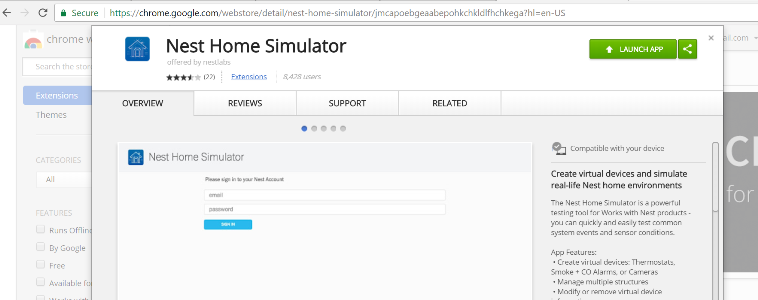 Secure https://chrome.google.com/webstore/detail/nest-home-simulator/jmcapoebgeaabepohkchkldlfhchkega?hl=en-US
chrome w
Search the store
Extensions
Themes
CATEGORIES
All
FEATURES
Runs Offline
By Google
Free
Available for
Nest Home Simulator
offered by nestlabs
(22) Extensions 8,428 users
LAUNCH APP
OVERVIEW REVIEWS SUPPORT RELATED
Nest Home Simulator
Please sign in to your Nest Account
email
password
SIGN IN
Compatible with your device
Create virtual devices and simulate
real-life Nest home environments
The Nest Home Simulator is a powerful
testing tool for Works with Nest products -
you can quickly and easily test common
system events and sensor conditions.
App Features:
• Create virtual devices: Thermostats,
Smoke + CO Alarms, or Cameras
• Manage multiple structures
• Modify or remove virtual device
ail.com
for